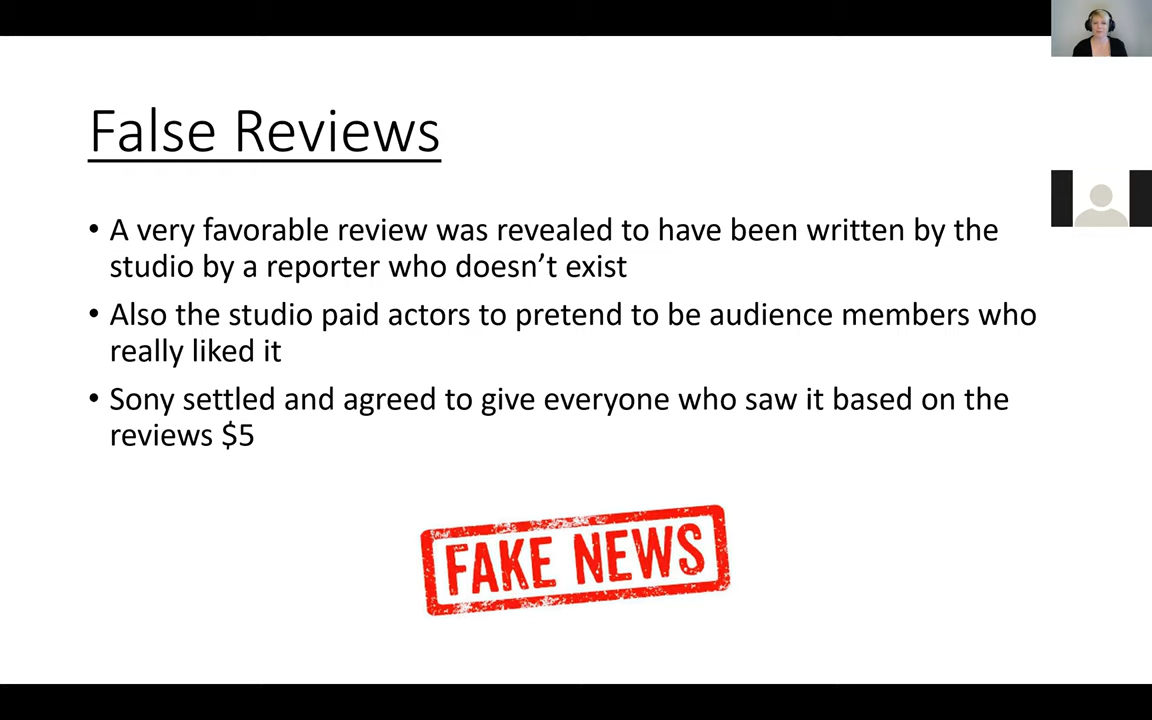 False Reviews
• A very favorable review was revealed to have been written by the
studio by a reporter who doesn’t exist
• Also the studio paid actors to pretend to be audience members who
really liked it
• Sony settled and agreed to give everyone who saw it based on the
reviews $5
FAKE NEWS